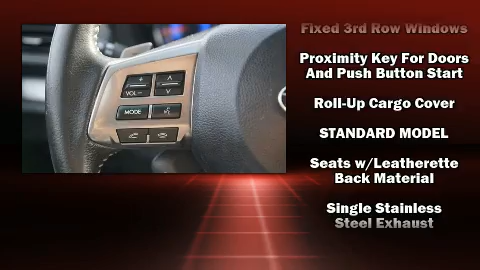 Fixed 3rd Row Windows
Proximity Key For Doors
And Push Button Start
Roll-Up Cargo Cover
STANDARD MODEL
Seats w/Leatherette
Back Material
Single Stainless
Steel Exhaust
+
VOL -
MODE